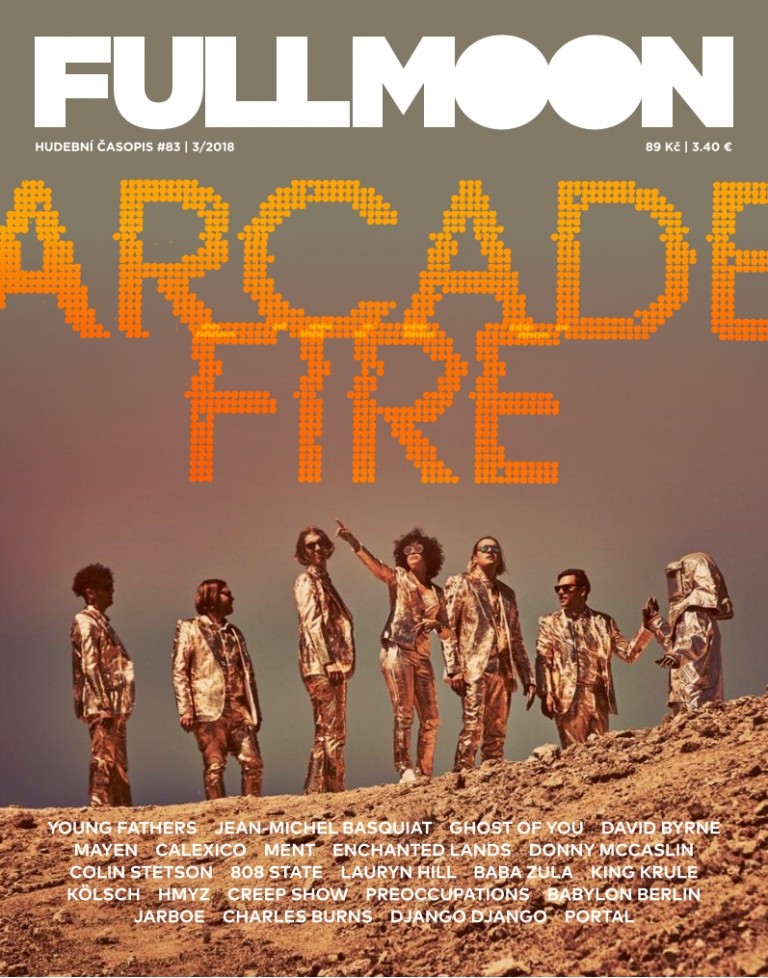 FULLMOON
HUDEBNÍ ČASOPIS #83 | 3/2018 89 Kč | 3.40 €
ARCADE
FIRE
YOUNG FATHERS JEAN-MICHEL BASQUIAT GHOST OF YOU DAVID BYRNE
MAYEN CALEXICO MENT ENCHANTED LANDS DONNY MCCASLIN
COLIN STETSON 808 STATE LAURYN HILL BABA ZULA KING KRULE
KÖLSCH HMYZ CREEP SHOW PREOCCUPATIONS BABYLON BERLIN
JARBOE CHARLES BURNS DJANGO DJANGO PORTAL